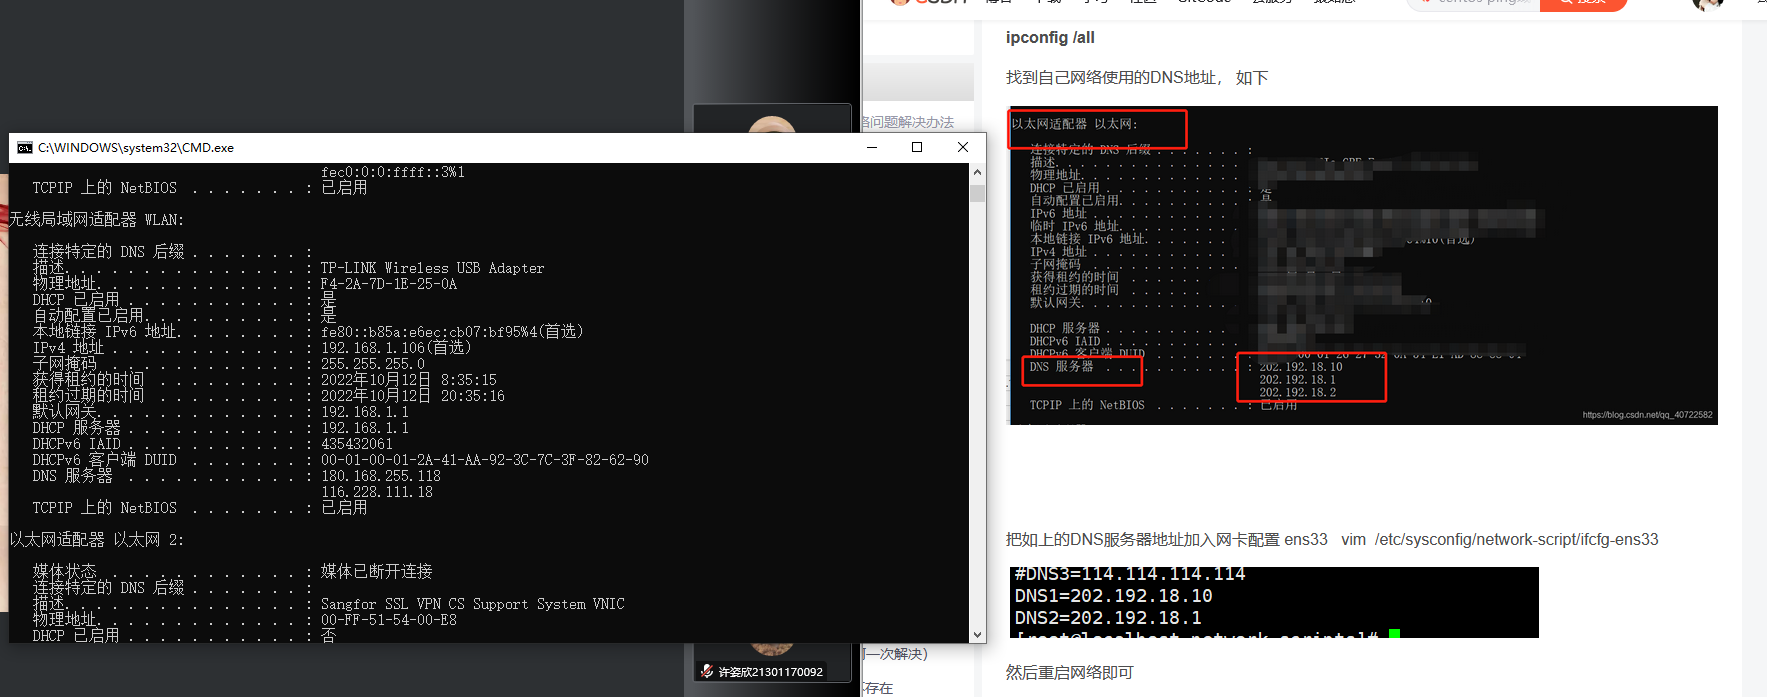 C:\WINDOWS\system32\CMD.exe
fec0:0:0:ffff::3%1
TCPIP 上的 NetBIOS . . . . . . . : 已启用
无线局域网适配器 WLAN:
连接特定的 DNS 后缀 . . . . . . . :
描述. . . . . . . . . . . . . . . : TP-LINK Wireless USB Adapter
物理地址. . . . . . . . . . . . . : F4-2A-7D-1E-25-0A
DHCP 已启用 . . . . . . . . . . . : 是
自动配置已启用. . . . . . . . . . : 是
本地链接 IPv6 地址. . . . . . . . : fe80::b85a:e6ec:cb07:bf95%4(首选)
IPv4 地址 . . . . . . . . . . . . : 192.168.1.106(首选)
子网掩码 . . . . . . . . . . . . : 255.255.255.0
获得租约的时间 . . . . . . . . . : 2022年10月12日 8:35:15
租约过期的时间 . . . . . . . . . : 2022年10月12日 20:35:16
默认网关. . . . . . . . . . . . . : 192.168.1.1
DHCP 服务器 . . . . . . . . . . . : 192.168.1.1
DHCPv6 IAID . . . . . . . . . . . : 435432061
DHCPv6 客户端 DUID . . . . . . . : 00-01-00-01-2A-41-AA-92-3C-7C-3F-82-62-90
DNS 服务器 . . . . . . . . . . . : 180.168.255.118
116.228.111.18
TCPIP 上的 NetBIOS . . . . . . . : 已启用
以太网适配器 以太网 2:
媒体状态 . . . . . . . . . . . . : 媒体已断开连接
连接特定的 DNS 后缀 . . . . . . . :
描述. . . . . . . . . . . . . . . : Sangfor SSL VPN CS Support System VNIC
物理地址. . . . . . . . . . . . . : 00-FF-51-54-00-E8
DHCP 已启用 . . . . . . . . . . . : 否
许姿欣21301170092
问题解决办法
一次解决)
存在
ipconfig /all
找到自己网络使用的DNS地址， 如下
以太网适配器 以太网:
连接特定的 DNS 后缀 . . . . . . . :
描述. . . . . . . . . . . . . . .
物理地址. . . . . . . . . . . . .
DHCP 已启用 . . . . . . . . . . . : 是
自动配置已启用. . . . . . . . . . : 是
IPv6 地址 . . . . . . . . . . . .
临时 IPv6 地址. . . . . . . . . .
本地链接 IPv6 地址. . . . . . . . (首选)
IPv4 地址 . . . . . . . . . . . .
子网掩码 . . . . . . . . . . . .
获得租约的时间 . . . . . . .
租约过期的时间 . . . . . . .
默认网关. . . . . . . . . . . . .
DHCP 服务器 . . . . . . . . . . .
DHCPv6 IAID . . . . . . . . . . .
DHCPv6 客户端 DUID
DNS 服务器 . . . . . . . . . . . : 202.192.18.10
202.192.18.1
202.192.18.2
TCPIP 上的 NetBIOS . . . . . . . : 已启用
https://blog.csdn.net/qq_40722582
把如上的DNS服务器地址加入网卡配置 ens33 vim /etc/sysconfig/network-script/ifcfg-ens33
#DNS3=114.114.114.114
DNS1=202.192.18.10
DNS2=202.192.18.1
[root@localhost network-scripts]#
然后重启网络即可